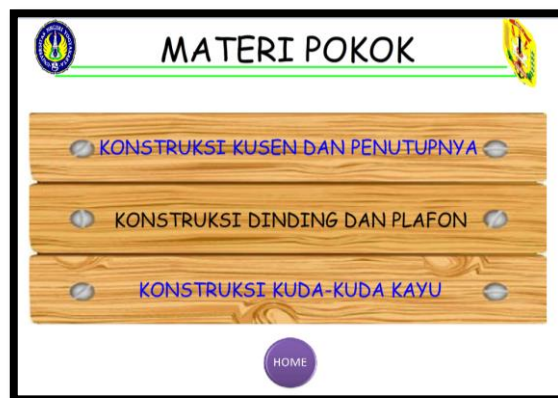 MATERI POKOK
KONSTRUKSI KUSEN DAN PENUTUPNYA
KONSTRUKSI DINDING DAN PLAFON
KONSTRUKSI KUDA-KUDA KAYU
HOME